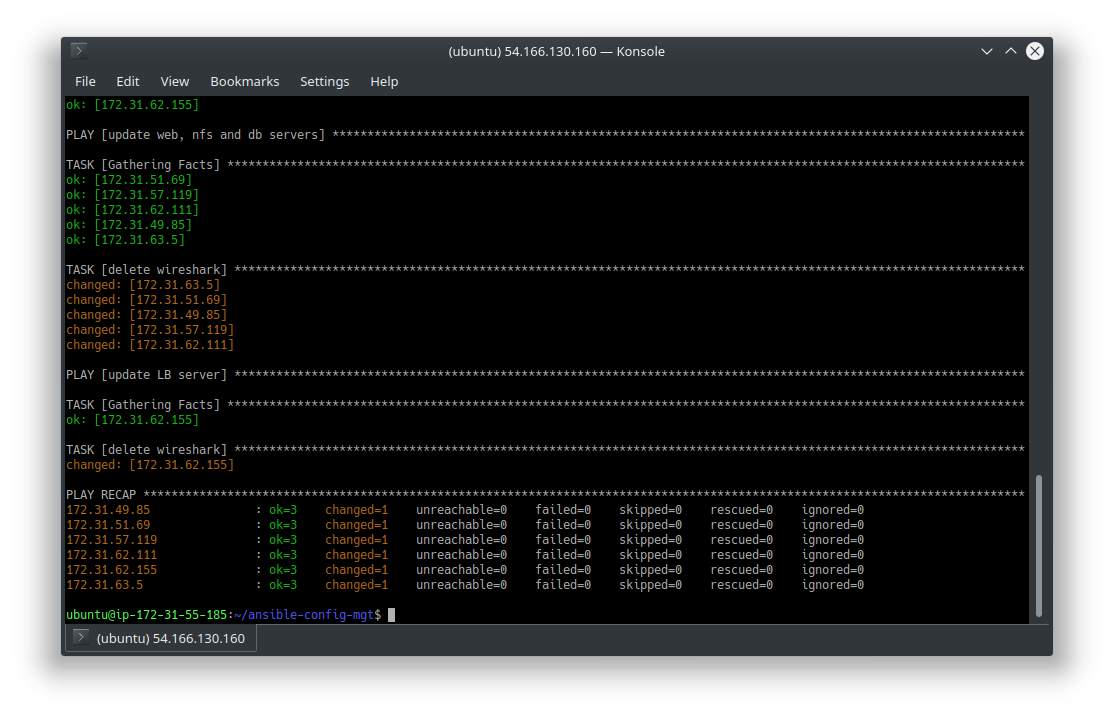 (ubuntu) 54.166.130.160 — Konsole
File Edit View Bookmarks Settings Help
ok: [172.31.62.155]
PLAY [update web, nfs and db servers] ***************************************************************************************************
TASK [Gathering Facts] ******************************************************************************************************************
ok: [172.31.51.69]
ok: [172.31.57.119]
ok: [172.31.62.111]
ok: [172.31.49.85]
ok: [172.31.63.5]
TASK [delete wireshark] *****************************************************************************************************************
changed: [172.31.63.5]
changed: [172.31.51.69]
changed: [172.31.49.85]
changed: [172.31.57.119]
changed: [172.31.62.111]
PLAY [update LB server] *****************************************************************************************************************
TASK [Gathering Facts] ******************************************************************************************************************
ok: [172.31.62.155]
TASK [delete wireshark] *****************************************************************************************************************
changed: [172.31.62.155]
PLAY RECAP ******************************************************************************************************************************
172.31.49.85               : ok=3    changed=1    unreachable=0    failed=0    skipped=0    rescued=0    ignored=0
172.31.51.69               : ok=3    changed=1    unreachable=0    failed=0    skipped=0    rescued=0    ignored=0
172.31.57.119              : ok=3    changed=1    unreachable=0    failed=0    skipped=0    rescued=0    ignored=0
172.31.62.111              : ok=3    changed=1    unreachable=0    failed=0    skipped=0    rescued=0    ignored=0
172.31.62.155              : ok=3    changed=1    unreachable=0    failed=0    skipped=0    rescued=0    ignored=0
172.31.63.5                : ok=3    changed=1    unreachable=0    failed=0    skipped=0    rescued=0    ignored=0
ubuntu@ip-172-31-55-185:~/ansible-config-mgt$
(ubuntu) 54.166.130.160